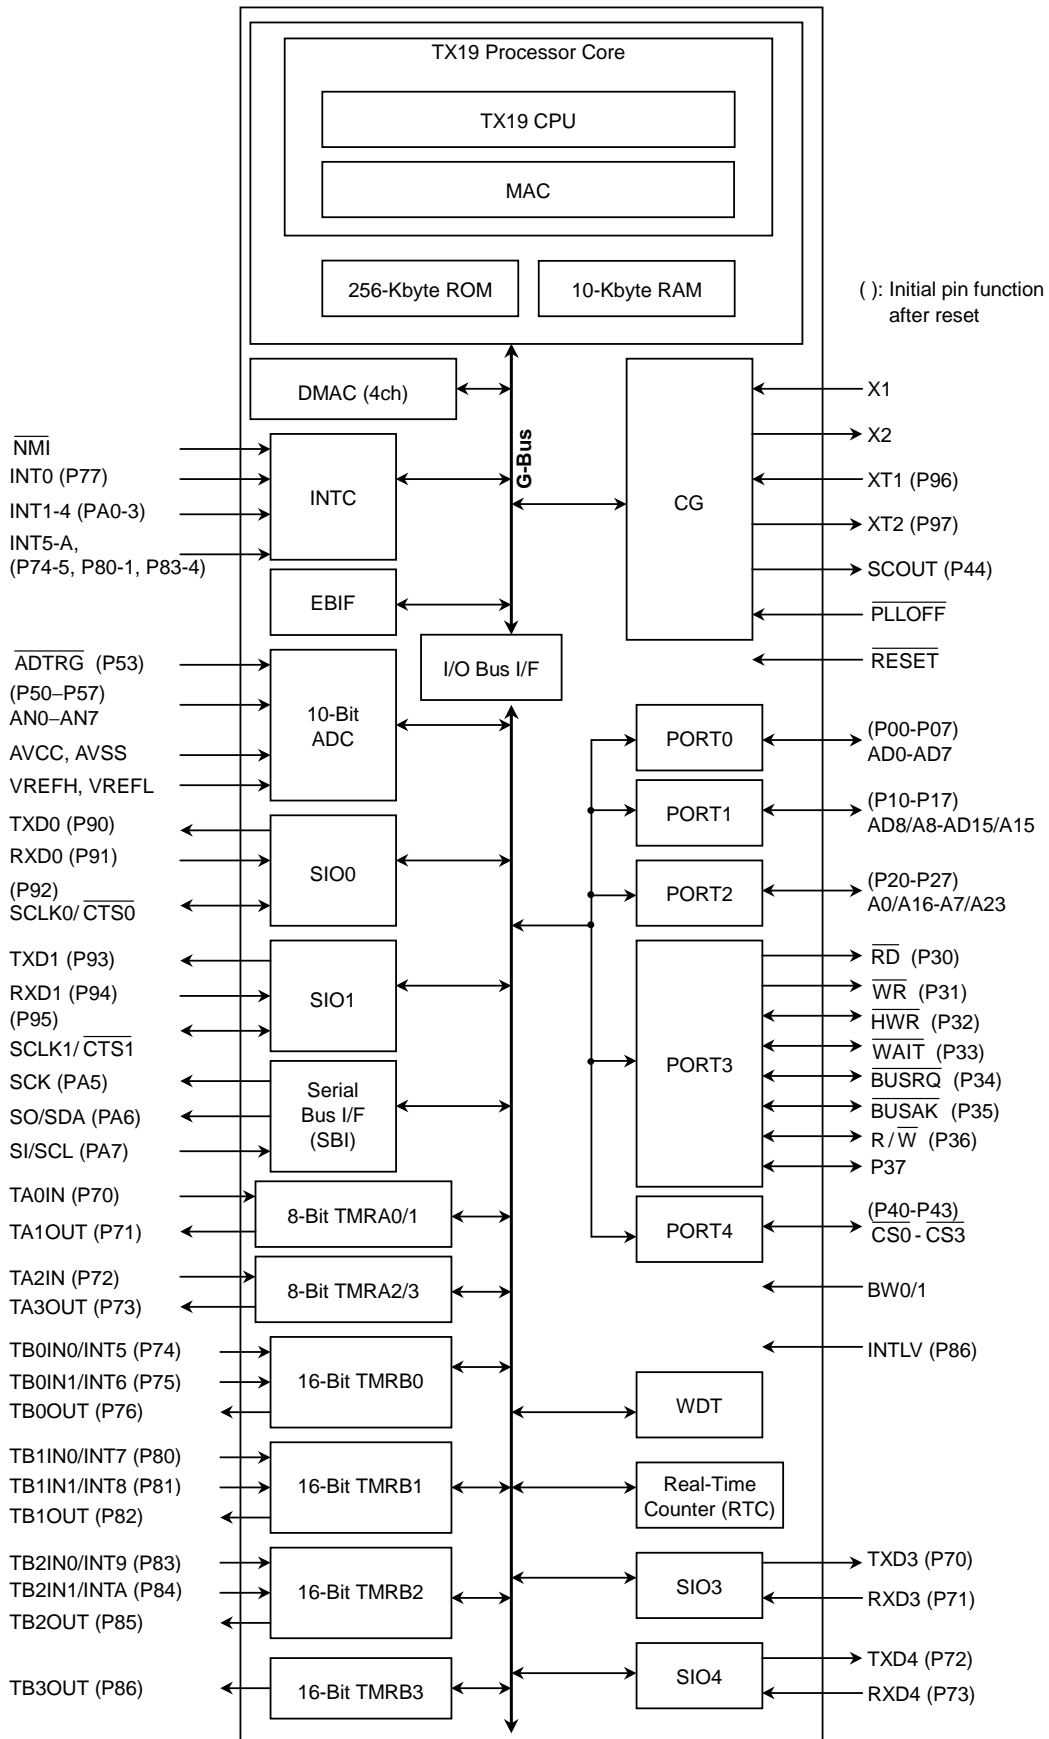 TX19 Processor Core
TX19 CPU
MAC
256-Kbyte ROM
10-Kbyte RAM
( ): Initial pin function
after reset
DMAC (4ch)
G-Bus
CG
X1
X2
XT1 (P96)
XT2 (P97)
SCOUT (P44)
PLLOFF
RESET
NMI
INT0 (P77)
INT1-4 (PA0-3)
INT5-A,
(P74-5, P80-1, P83-4)
INTC
EBIF
I/O Bus I/F
ADTRG (P53)
(P50–P57)
AN0–AN7
AVCC, AVSS
VREFH, VREFL
10-Bit
ADC
TXD0 (P90)
RXD0 (P91)
(P92)
SCLK0/ CTS0
SIO0
TXD1 (P93)
RXD1 (P94)
(P95)
SCLK1/ CTS1
SIO1
SCK (PA5)
SO/SDA (PA6)
SI/SCL (PA7)
Serial
Bus I/F
(SBI)
TA0IN (P70)
TA1OUT (P71)
8-Bit TMRA0/1
TA2IN (P72)
TA3OUT (P73)
8-Bit TMRA2/3
TB0IN0/INT5 (P74)
TB0IN1/INT6 (P75)
TB0OUT (P76)
16-Bit TMRB0
TB1IN0/INT7 (P80)
TB1IN1/INT8 (P81)
TB1OUT (P82)
16-Bit TMRB1
TB2IN0/INT9 (P83)
TB2IN1/INTA (P84)
TB2OUT (P85)
16-Bit TMRB2
TB3OUT (P86)
16-Bit TMRB3
PORT0
(P00-P07)
AD0-AD7
PORT1
(P10-P17)
AD8/A8-AD15/A15
PORT2
(P20-P27)
A0/A16-A7/A23
PORT3
RD (P30)
WR (P31)
HWR (P32)
WAIT (P33)
BUSRQ (P34)
BUSAK (P35)
R / W (P36)
P37
PORT4
(P40-P43)
CS0 - CS3
BW0/1
INTLV (P86)
WDT
Real-Time
Counter (RTC)
SIO3
TXD3 (P70)
RXD3 (P71)
SIO4
TXD4 (P72)
RXD4 (P73)